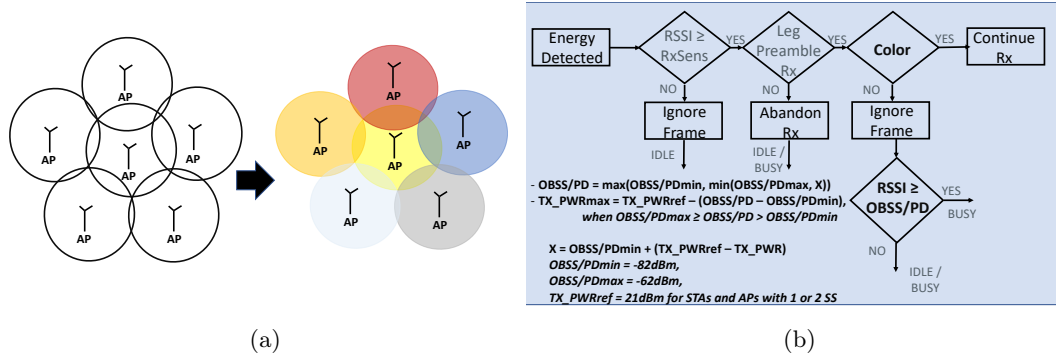 AP
AP
AP
AP
AP
AP
AP
AP
AP
AP
AP
AP
(a)
Energy
Detected
RSSI ≥
RxSens
YES
Leg
Preamble
Rx
YES
Color
YES
Continue
Rx
NO
NO
NO
Ignore
Frame
Abandon
Rx
Ignore
Frame
IDLE
IDLE /
BUSY
- OBSS/PD = max(OBSS/PDmin, min(OBSS/PDmax, X))
- TX_PWRmax = TX_PWRref – (OBSS/PD – OBSS/PDmin),
when OBSS/PDmax ≥ OBSS/PD > OBSS/PDmin
RSSI ≥
OBSS/PD
YES
BUSY
NO
IDLE /
BUSY
X = OBSS/PDmin + (TX_PWRref – TX_PWR)
OBSS/PDmin = -82dBm,
OBSS/PDmax = -62dBm,
TX_PWRref = 21dBm for STAs and APs with 1 or 2 SS
(b)